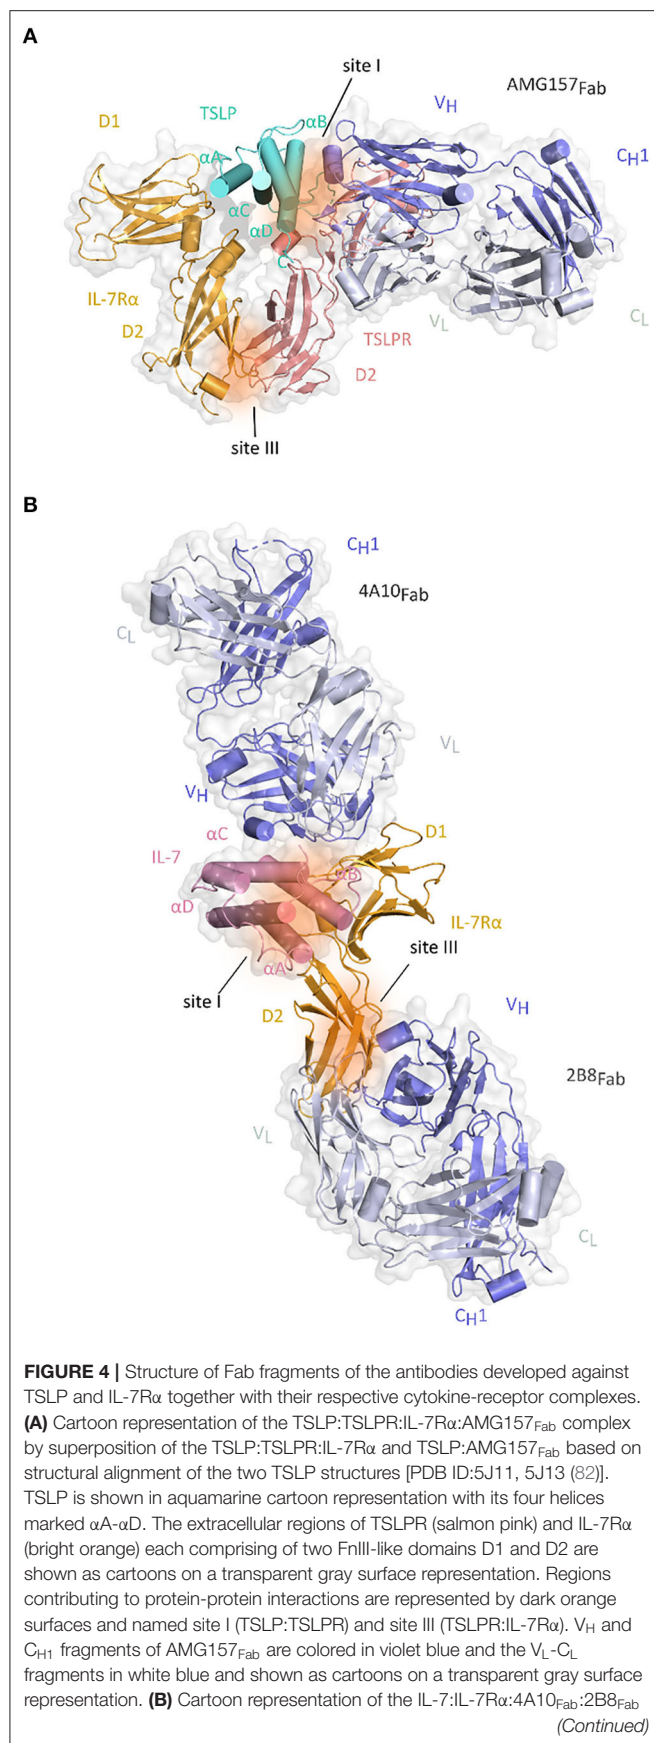 A
site I
AMG157Fab
VH
αB
TSLP
D1
CH1
αA
αC
αD
C
IL-7Rα
D2
VL
CL
TSLPR
D2
site III
B
CH1
4A10Fab
CL
VL
VH
αC
D1
IL-7
αB
αD
IL-7Rα
site III
αA
site I
D2
VH
2B8Fab
VL
CL
CH1
FIGURE 4 | Structure of Fab fragments of the antibodies developed against
TSLP and IL-7Rα together with their respective cytokine-receptor complexes.
(A) Cartoon representation of the TSLP:TSLPR:IL-7Rα:AMG157Fab complex
by superposition of the TSLP:TSLPR:IL-7Rα and TSLP:AMG157Fab based on
structural alignment of the two TSLP structures [PDB ID:5J11, 5J13 (82)].
TSLP is shown in aquamarine cartoon representation with its four helices
marked αA-αD. The extracellular regions of TSLPR (salmon pink) and IL-7Rα
(bright orange) each comprising of two FnIII-like domains D1 and D2 are
shown as cartoons on a transparent gray surface representation. Regions
contributing to protein-protein interactions are represented by dark orange
surfaces and named site I (TSLP:TSLPR) and site III (TSLPR:IL-7Rα). VH and
CH1 fragments of AMG157Fab are colored in violet blue and the VL-CL
fragments in white blue and shown as cartoons on a transparent gray surface
representation. (B) Cartoon representation of the IL-7:IL-7Rα:4A10Fab:2B8Fab
(Continued)